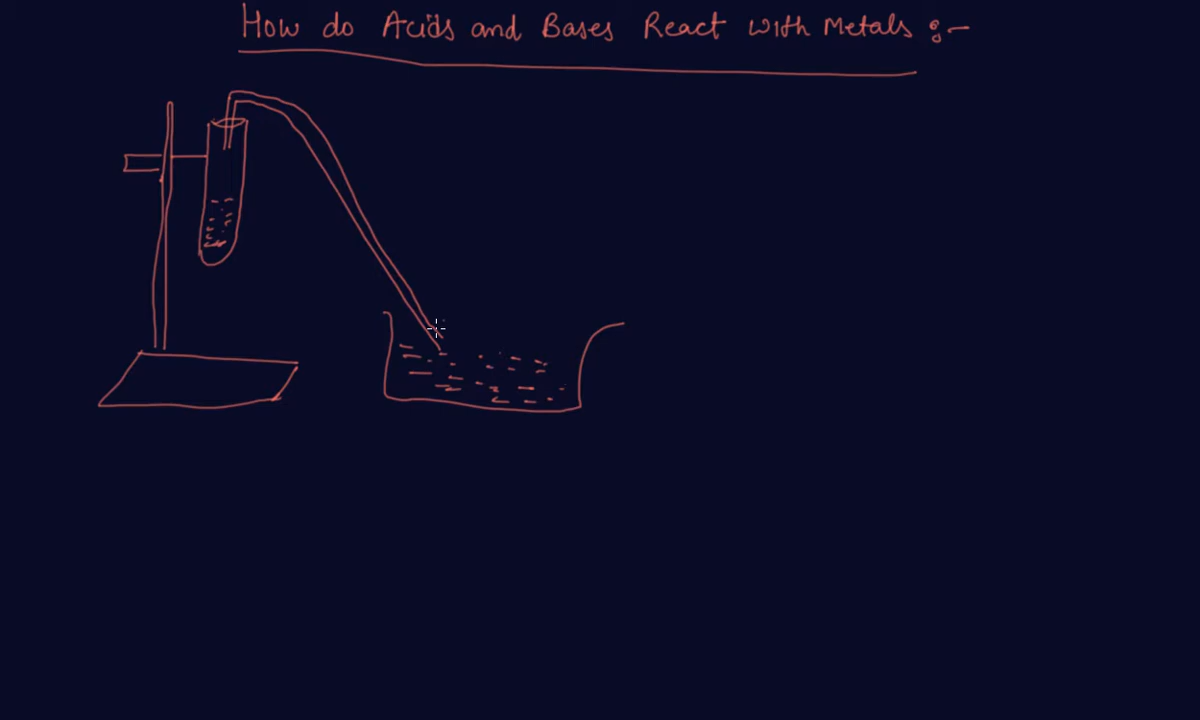 How do Acids and Bases React with Metals :-